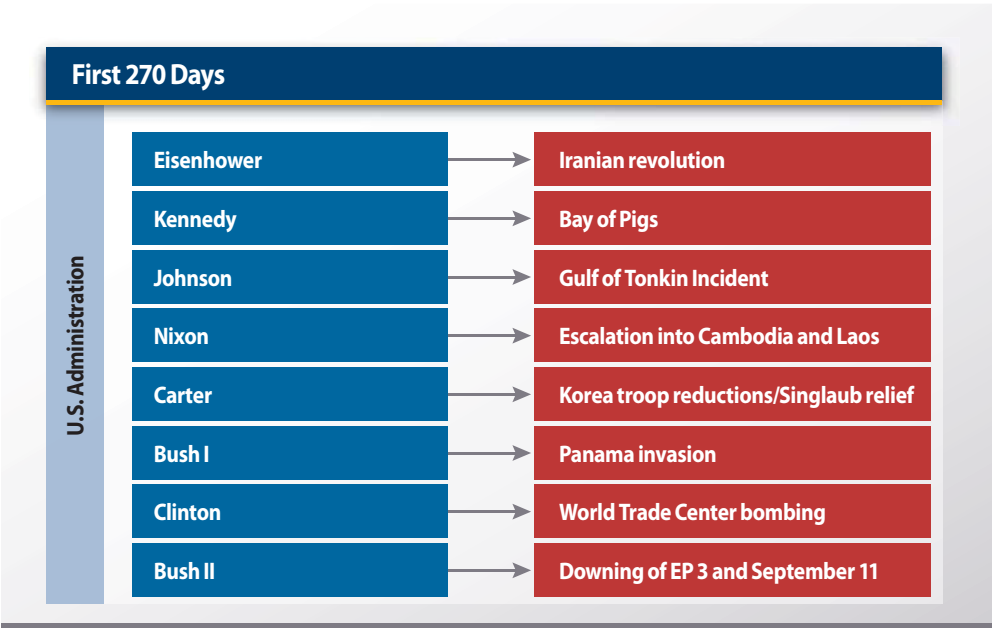 First 270 Days
U.S. Administration
Eisenhower
Iranian revolution
Kennedy
Bay of Pigs
Johnson
Gulf of Tonkin Incident
Nixon
Escalation into Cambodia and Laos
Carter
Korea troop reductions/Singlaub relief
Bush I
Panama invasion
Clinton
World Trade Center bombing
Bush II
Downing of EP 3 and September 11